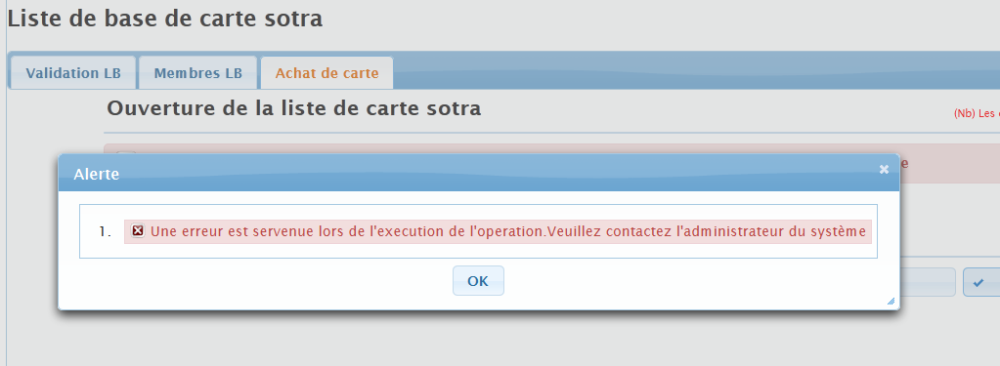 Liste de base de carte sotra
Validation LB
Membres LB
Achat de carte
Ouverture de la liste de carte sotra
(Nb) Les
Alerte
1. Une erreur est servenue lors de l'execution de l'operation.Veuillez contactez l'administrateur du système
OK